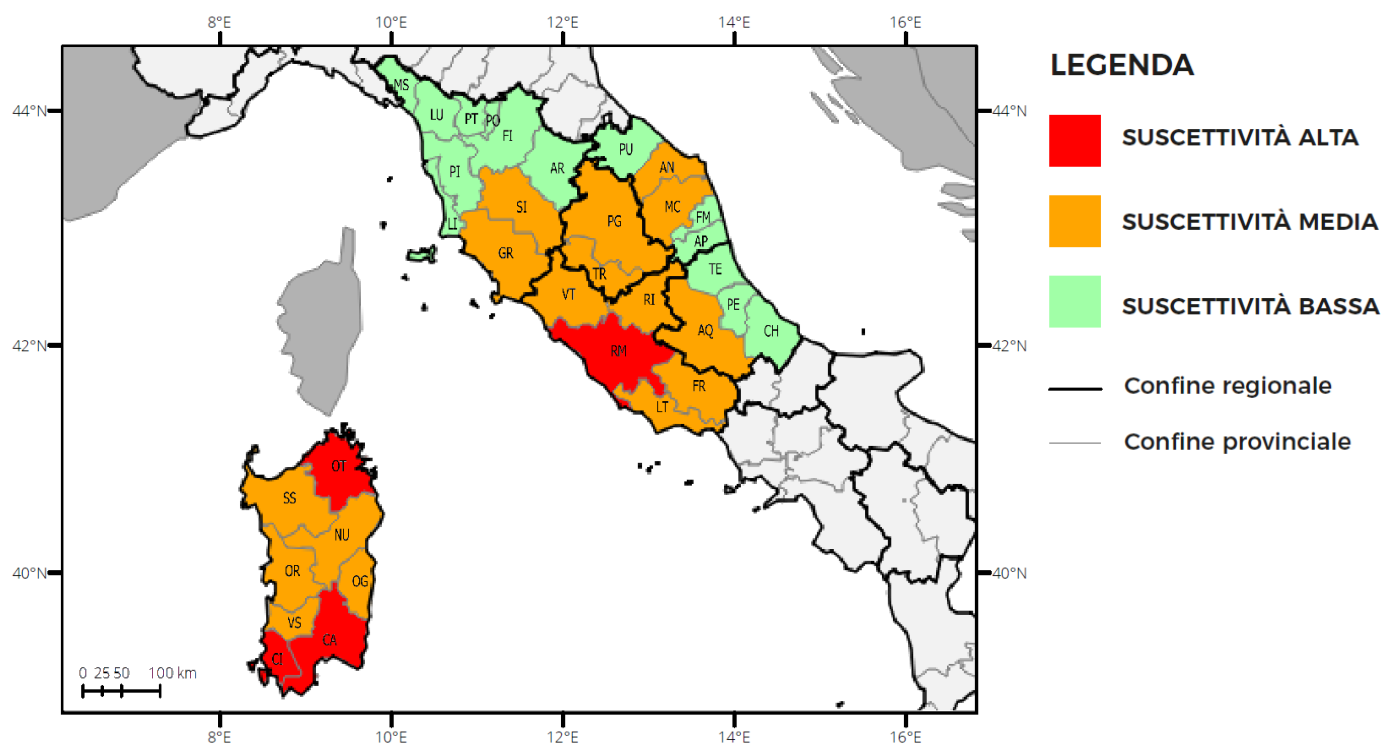 8°E 10°E 12°E 14°E 16°E
44°N 44°N
42°N 42°N
40°N 40°N
MS
LU PT PO
FI
PI AR PU
LI SI AN
GR PG MC FM
AP
TR TE
VT RI PE
AQ CH
RM
FR
LT
OT
SS
NU
OR OG
VS
CA
CI
0 25 50 100 km
8°E 10°E 12°E 14°E 16°E
LEGENDA
SUSCETTIVITÀ ALTA
SUSCETTIVITÀ MEDIA
SUSCETTIVITÀ BASSA
Confine regionale
Confine provinciale